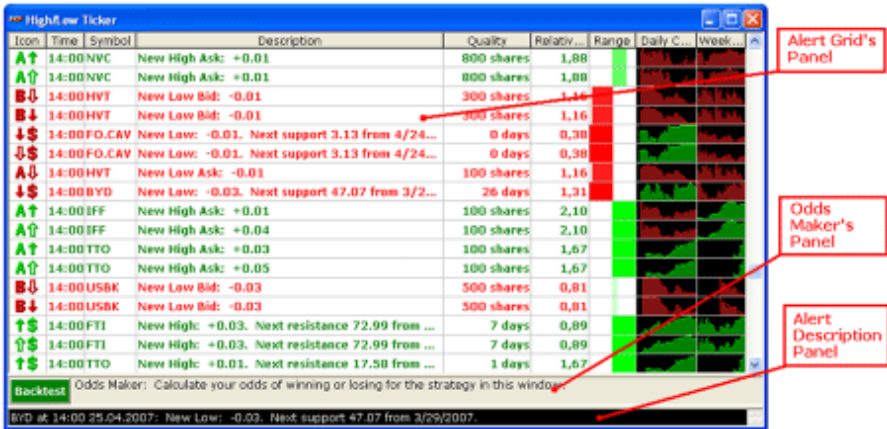 High/Low Ticker
Icon Time Symbol Description Quality Relativ... Range Daily C... Week...
A 14:00 NVC New High Ask: +0.01 800 shares 1,88
A 14:00 NVC New High Ask: +0.01 800 shares 1,88
B 14:00 HVT New Low Bid: -0.01 300 shares 1,16
B 14:00 HVT New Low Bid: -0.01 300 shares 1,16
$ 14:00 FO.CAV New Low: -0.01. Next support 3.13 from 4/24... 0 days 0,38
$ 14:00 FO.CAV New Low: -0.01. Next support 3.13 from 4/24... 0 days 0,38
A 14:00 HVT New Low Ask: -0.01 100 shares 1,16
$ 14:00 BYD New Low: -0.03. Next support 47.07 from 3/2... 26 days 1,31
A 14:00 IFF New High Ask: +0.01 100 shares 2,10
A 14:00 IFF New High Ask: +0.04 100 shares 2,10
A 14:00 TTO New High Ask: +0.03 100 shares 1,67
A 14:00 TTO New High Ask: +0.05 100 shares 1,67
B 14:00 USBK New Low Bid: -0.03 500 shares 0,81
B 14:00 USBK New Low Bid: -0.03 500 shares 0,81
$ 14:00 FTI New High: +0.03. Next resistance 72.99 from ... 7 days 0,89
$ 14:00 FTI New High: +0.03. Next resistance 72.99 from ... 7 days 0,89
$ 14:00 TTO New High: +0.01. Next resistance 17.50 from ... 1 days 1,67
Backtest Odds Maker: Calculate your odds of winning or losing for the strategy in this window.
BYD at 14:00 25.04.2007: New Low: -0.03. Next support 47.07 from 3/29/2007.
Alert Grid's
Panel
Odds
Maker's
Panel
Alert
Description
Panel